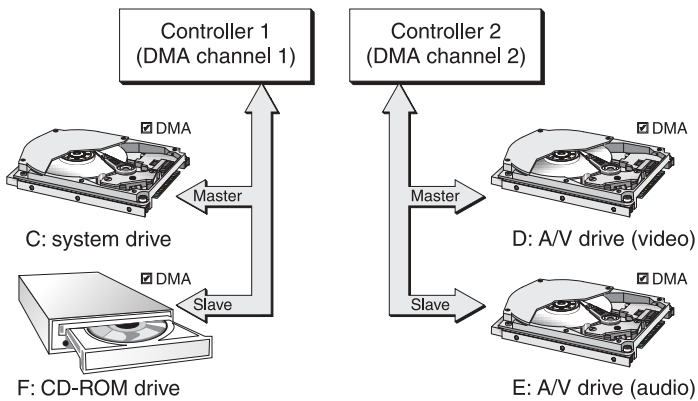 Controller 1
(DMA channel 1)
Controller 2
(DMA channel 2)
DMA
Master
C: system drive
DMA
Slave
F: CD-ROM drive
DMA
Master
D: A/V drive (video)
DMA
Slave
E: A/V drive (audio)